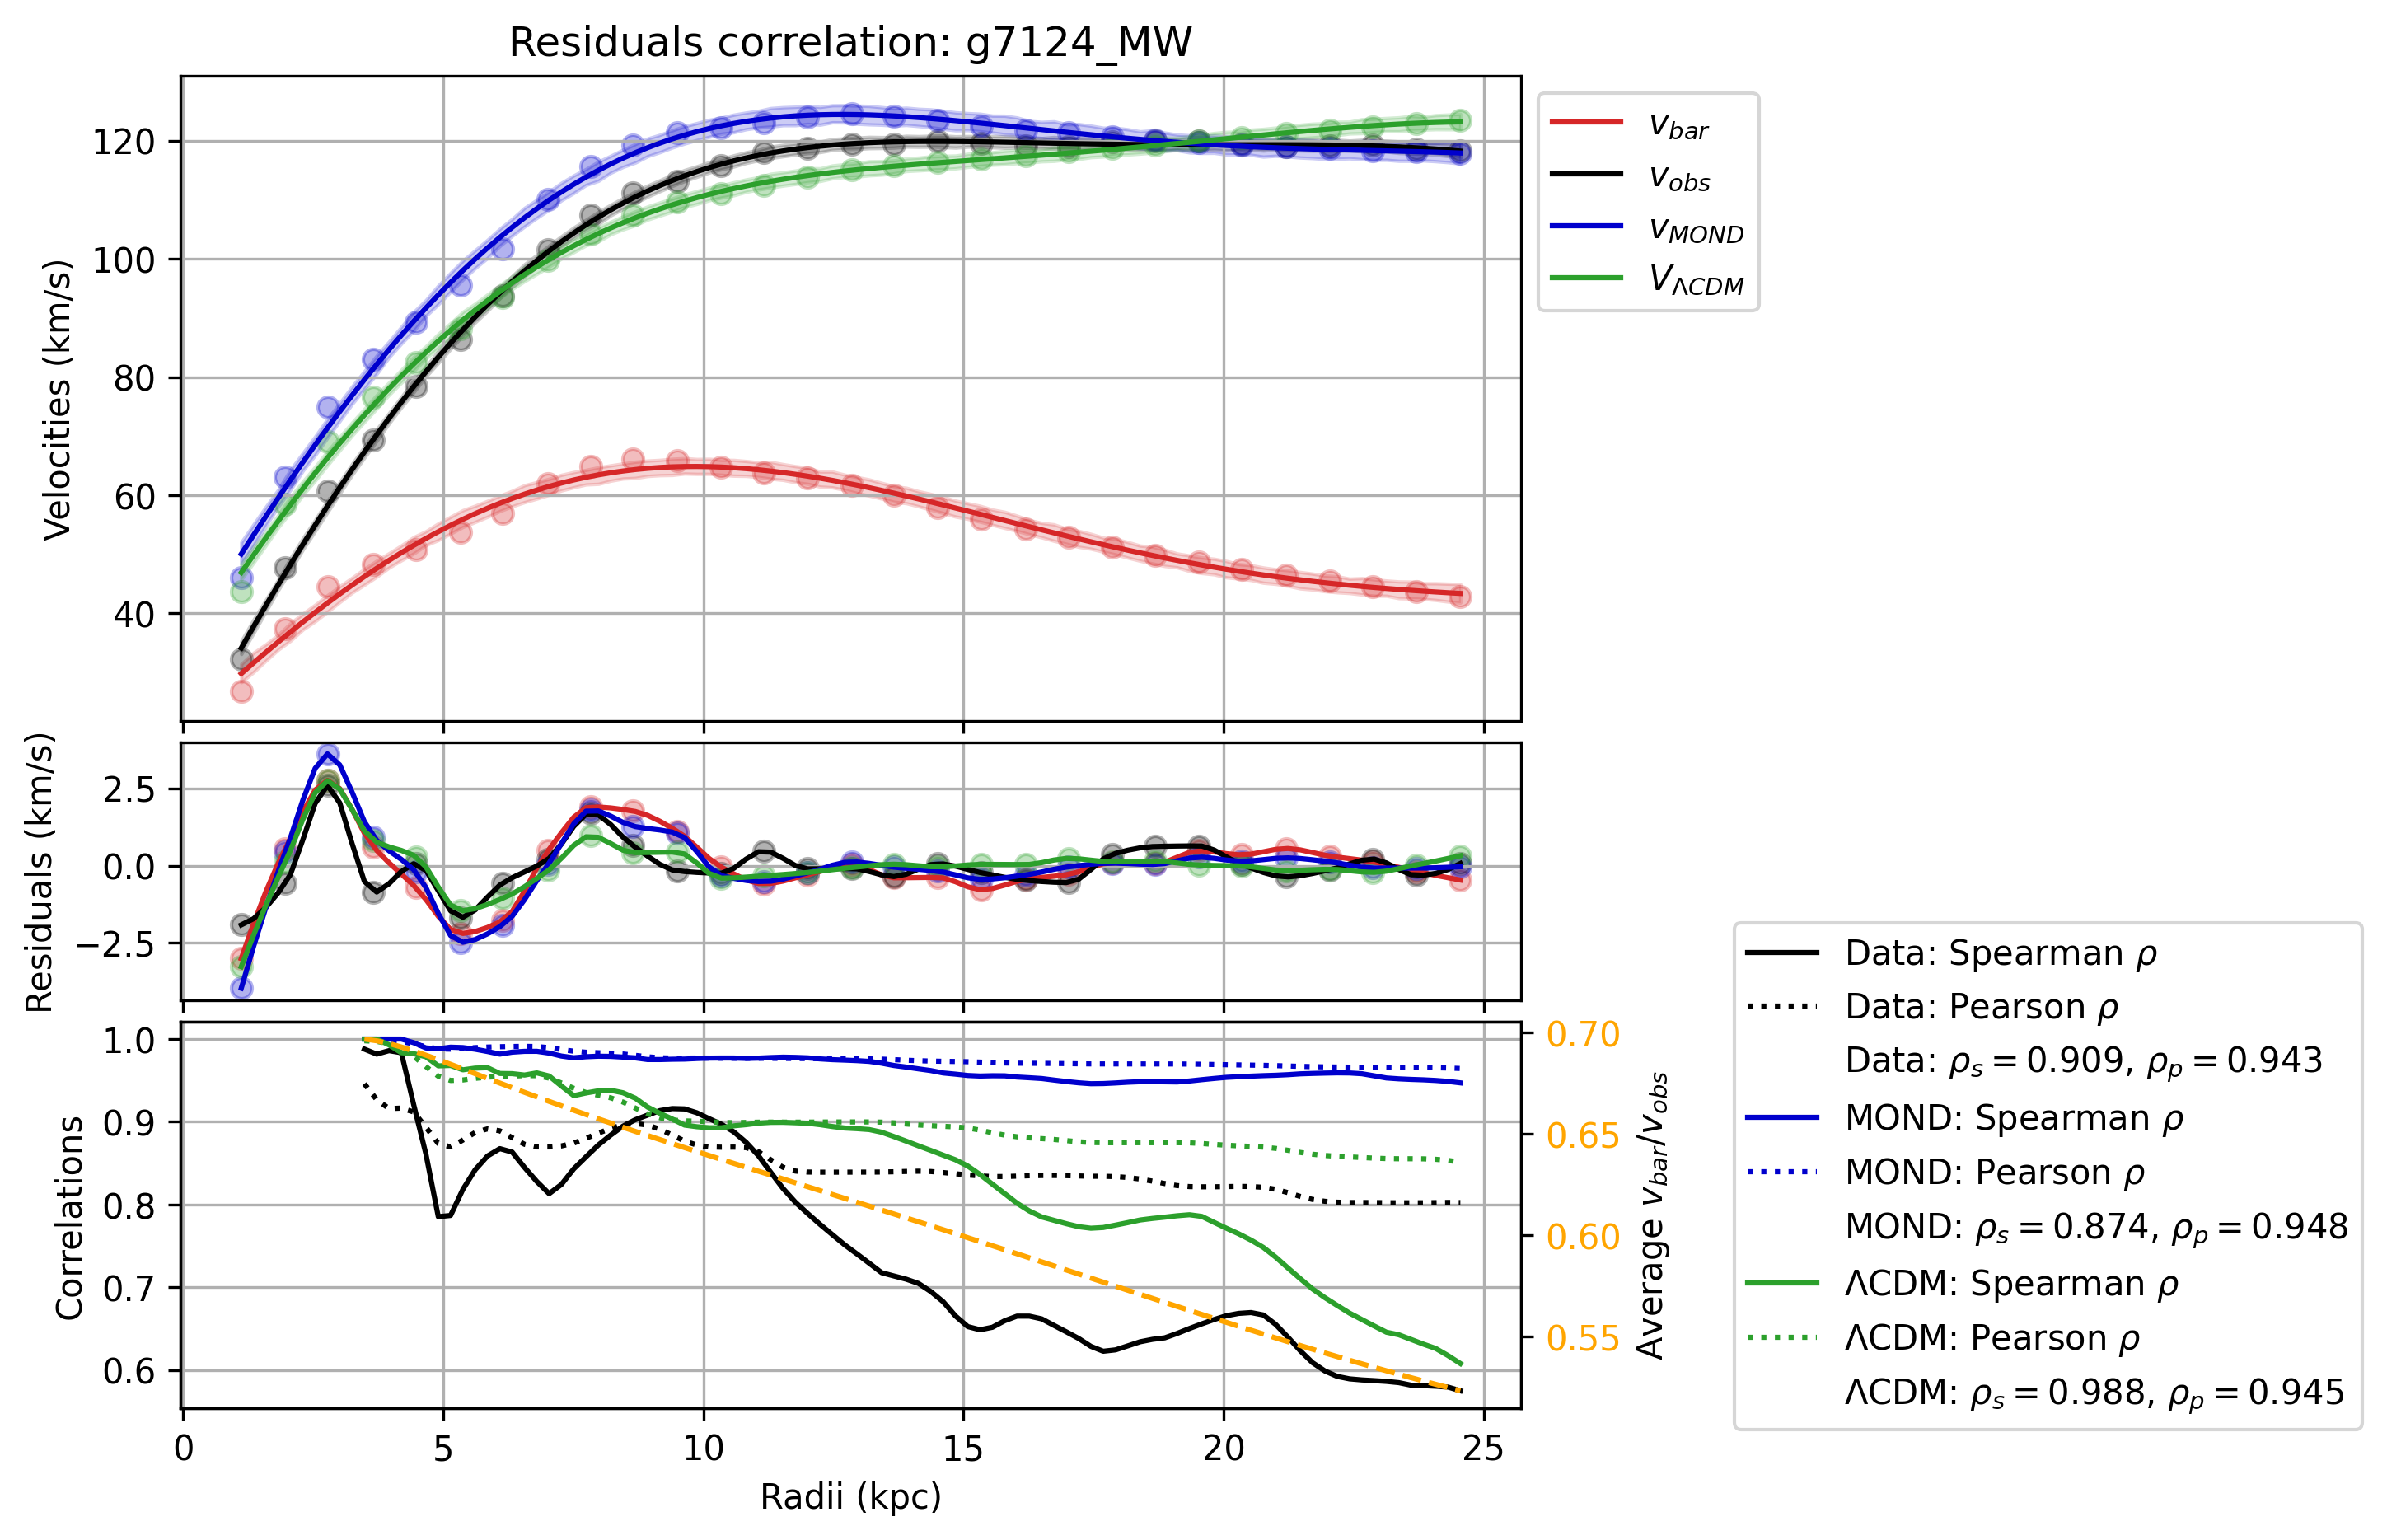 Residuals correlation: g7124_MW
Velocities (km/s)
120
100
80
60
40
v_bar
v_obs
v_MOND
V_ΛCDM
Residuals (km/s)
2.5
0.0
−2.5
Correlations
1.0
0.9
0.8
0.7
0.6
0.70
0.65
0.60
0.55
Average v_bar/v_obs
0 5 10 15 20 25
Radii (kpc)
Data: Spearman ρ
Data: Pearson ρ
Data: ρ_s = 0.909, ρ_p = 0.943
MOND: Spearman ρ
MOND: Pearson ρ
MOND: ρ_s = 0.874, ρ_p = 0.948
ΛCDM: Spearman ρ
ΛCDM: Pearson ρ
ΛCDM: ρ_s = 0.988, ρ_p = 0.945